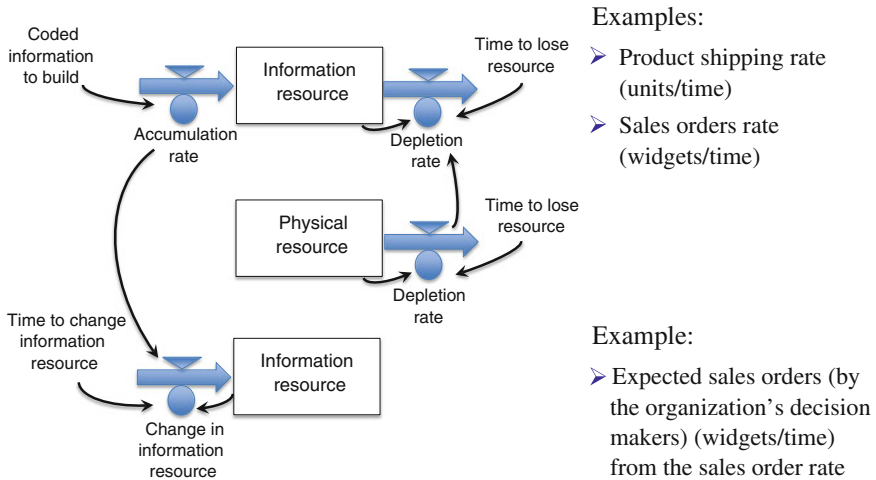 Coded
information
to build
Accumulation
rate
Information
resource
Time to lose
resource
Depletion
rate
Physical
resource
Time to lose
resource
Depletion
rate
Time to change
information
resource
Information
resource
Change in
information
resource
Examples:
Product shipping rate
(units/time)
Sales orders rate
(widgets/time)
Example:
Expected sales orders (by
the organization's decision
makers) (widgets/time)
from the sales order rate